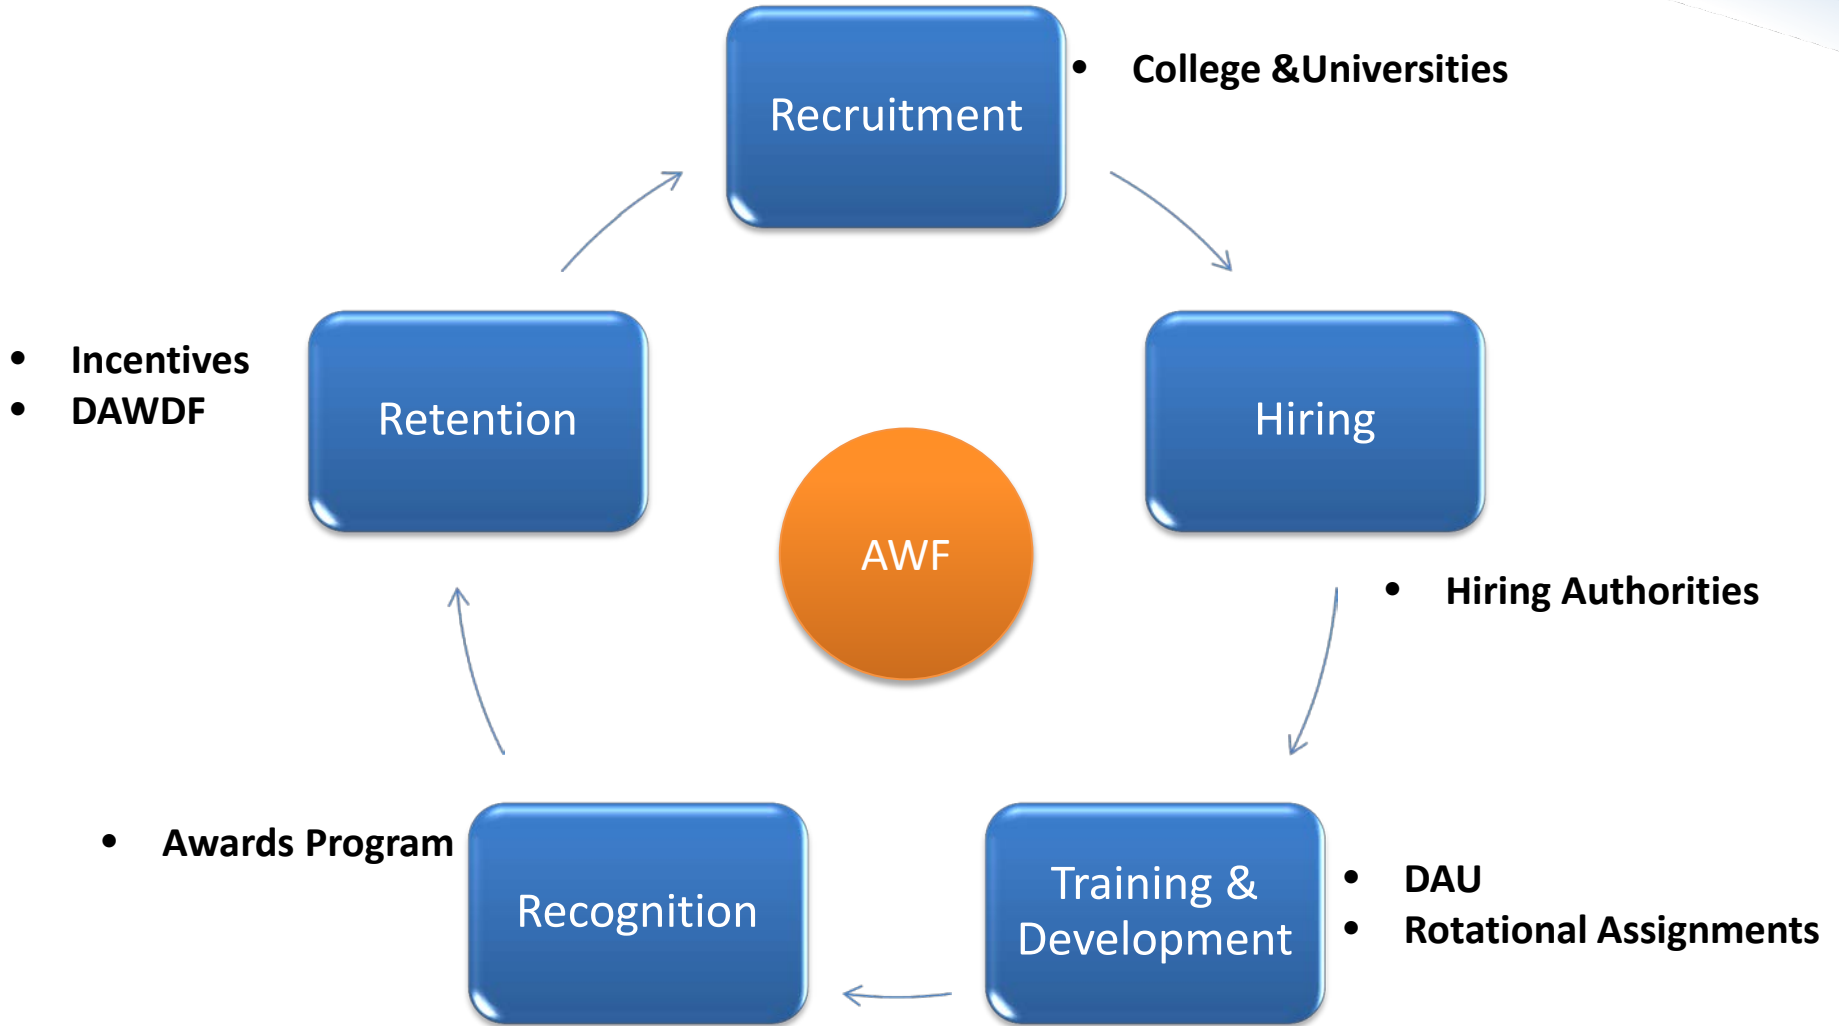 Recruitment
• College &Universities
• Incentives
• DAWDF
Retention
Hiring
AWF
• Hiring Authorities
• Awards Program
Recognition
Training &
Development
• DAU
• Rotational Assignments